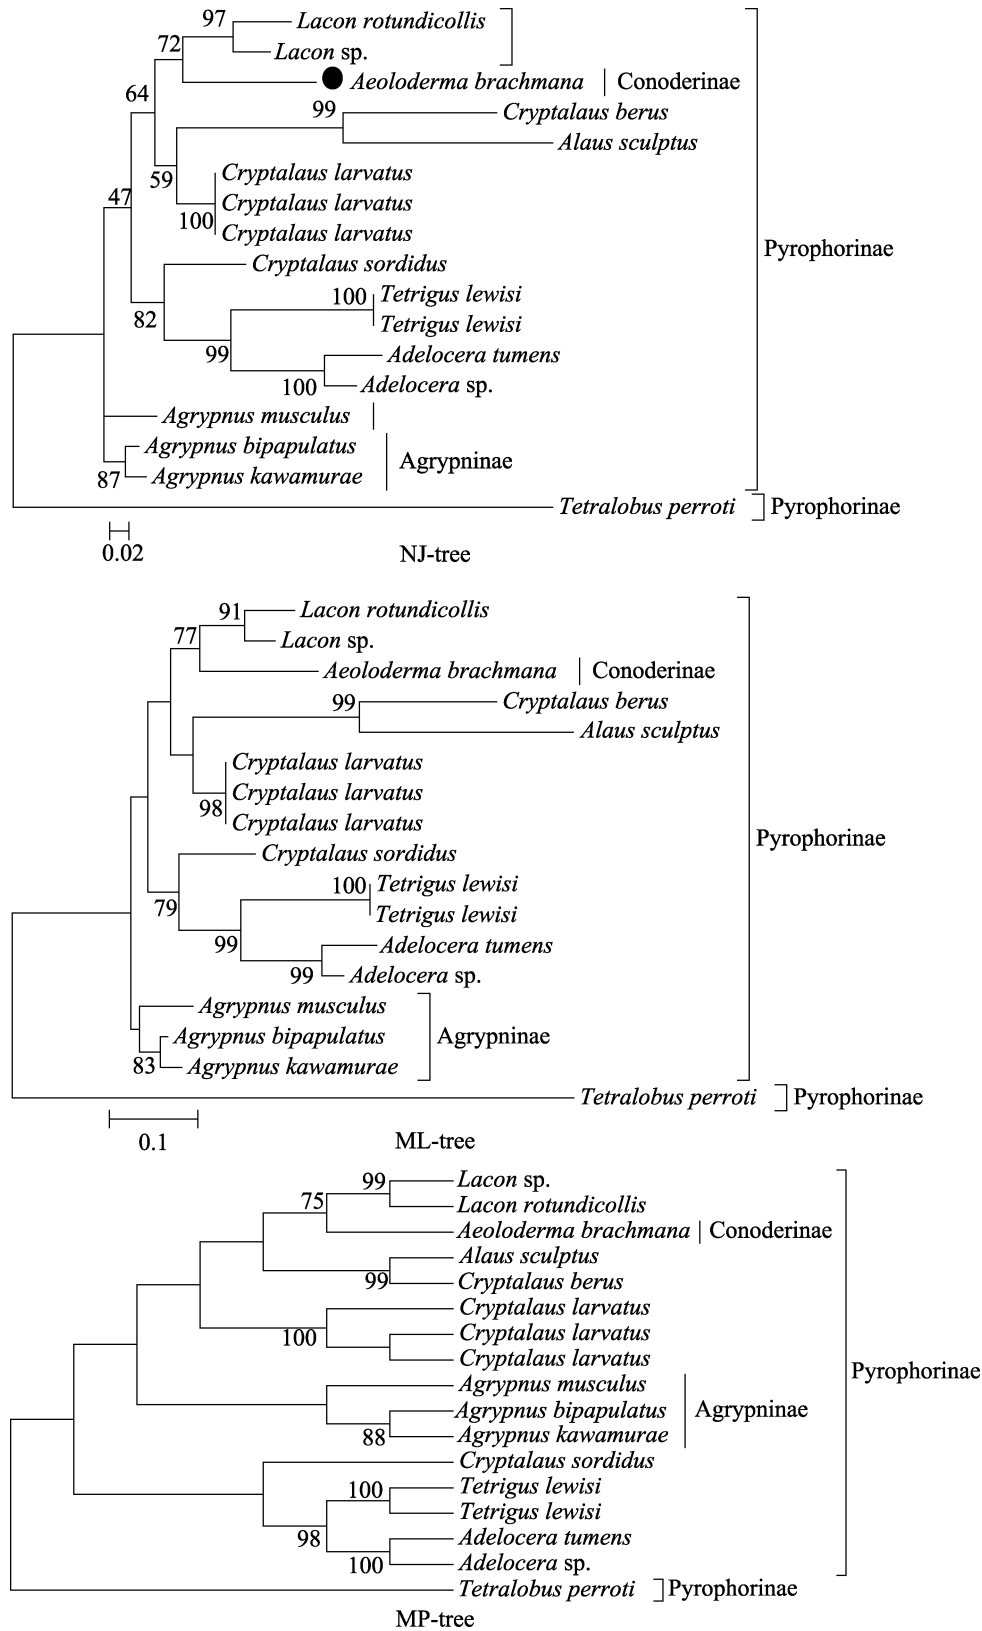 97 Lacon rotundicollis
72 Lacon sp.
Aeoloderma brachmana Conoderinae
64 99 Cryptalaus berus
Alaus sculptus
59 Cryptalaus larvatus
47 Cryptalaus larvatus
100 Cryptalaus larvatus
Pyrophorinae
Cryptalaus sordidus
100 Tetrigus lewisi
82 Tetrigus lewisi
99 Adelocera tumens
100 Adelocera sp.
Agrypnus musculus
Agrypnus bipapulatus
Agrypninae
87 Agrypnus kawamurae
Tetralobus perroti Pyrophorinae
0.02 NJ-tree
91 Lacon rotundicollis
77 Lacon sp.
Aeoloderma brachmana Conoderinae
99 Cryptalaus berus
Alaus sculptus
Cryptalaus larvatus
Cryptalaus larvatus
98 Cryptalaus larvatus
Pyrophorinae
Cryptalaus sordidus
100 Tetrigus lewisi
79 Tetrigus lewisi
99 Adelocera tumens
99 Adelocera sp.
Agrypnus musculus
Agrypnus bipapulatus Agrypninae
83 Agrypnus kawamurae
Tetralobus perroti Pyrophorinae
0.1 ML-tree
99 Lacon sp.
75 Lacon rotundicollis
Aeoloderma brachmana Conoderinae
Alaus sculptus
99 Cryptalaus berus
Cryptalaus larvatus
100 Cryptalaus larvatus
Cryptalaus larvatus
Pyrophorinae
Agrypnus musculus
Agrypnus bipapulatus Agrypninae
88 Agrypnus kawamurae
Cryptalaus sordidus
100 Tetrigus lewisi
Tetrigus lewisi
98 Adelocera tumens
100 Adelocera sp.
Tetralobus perroti Pyrophorinae
MP-tree